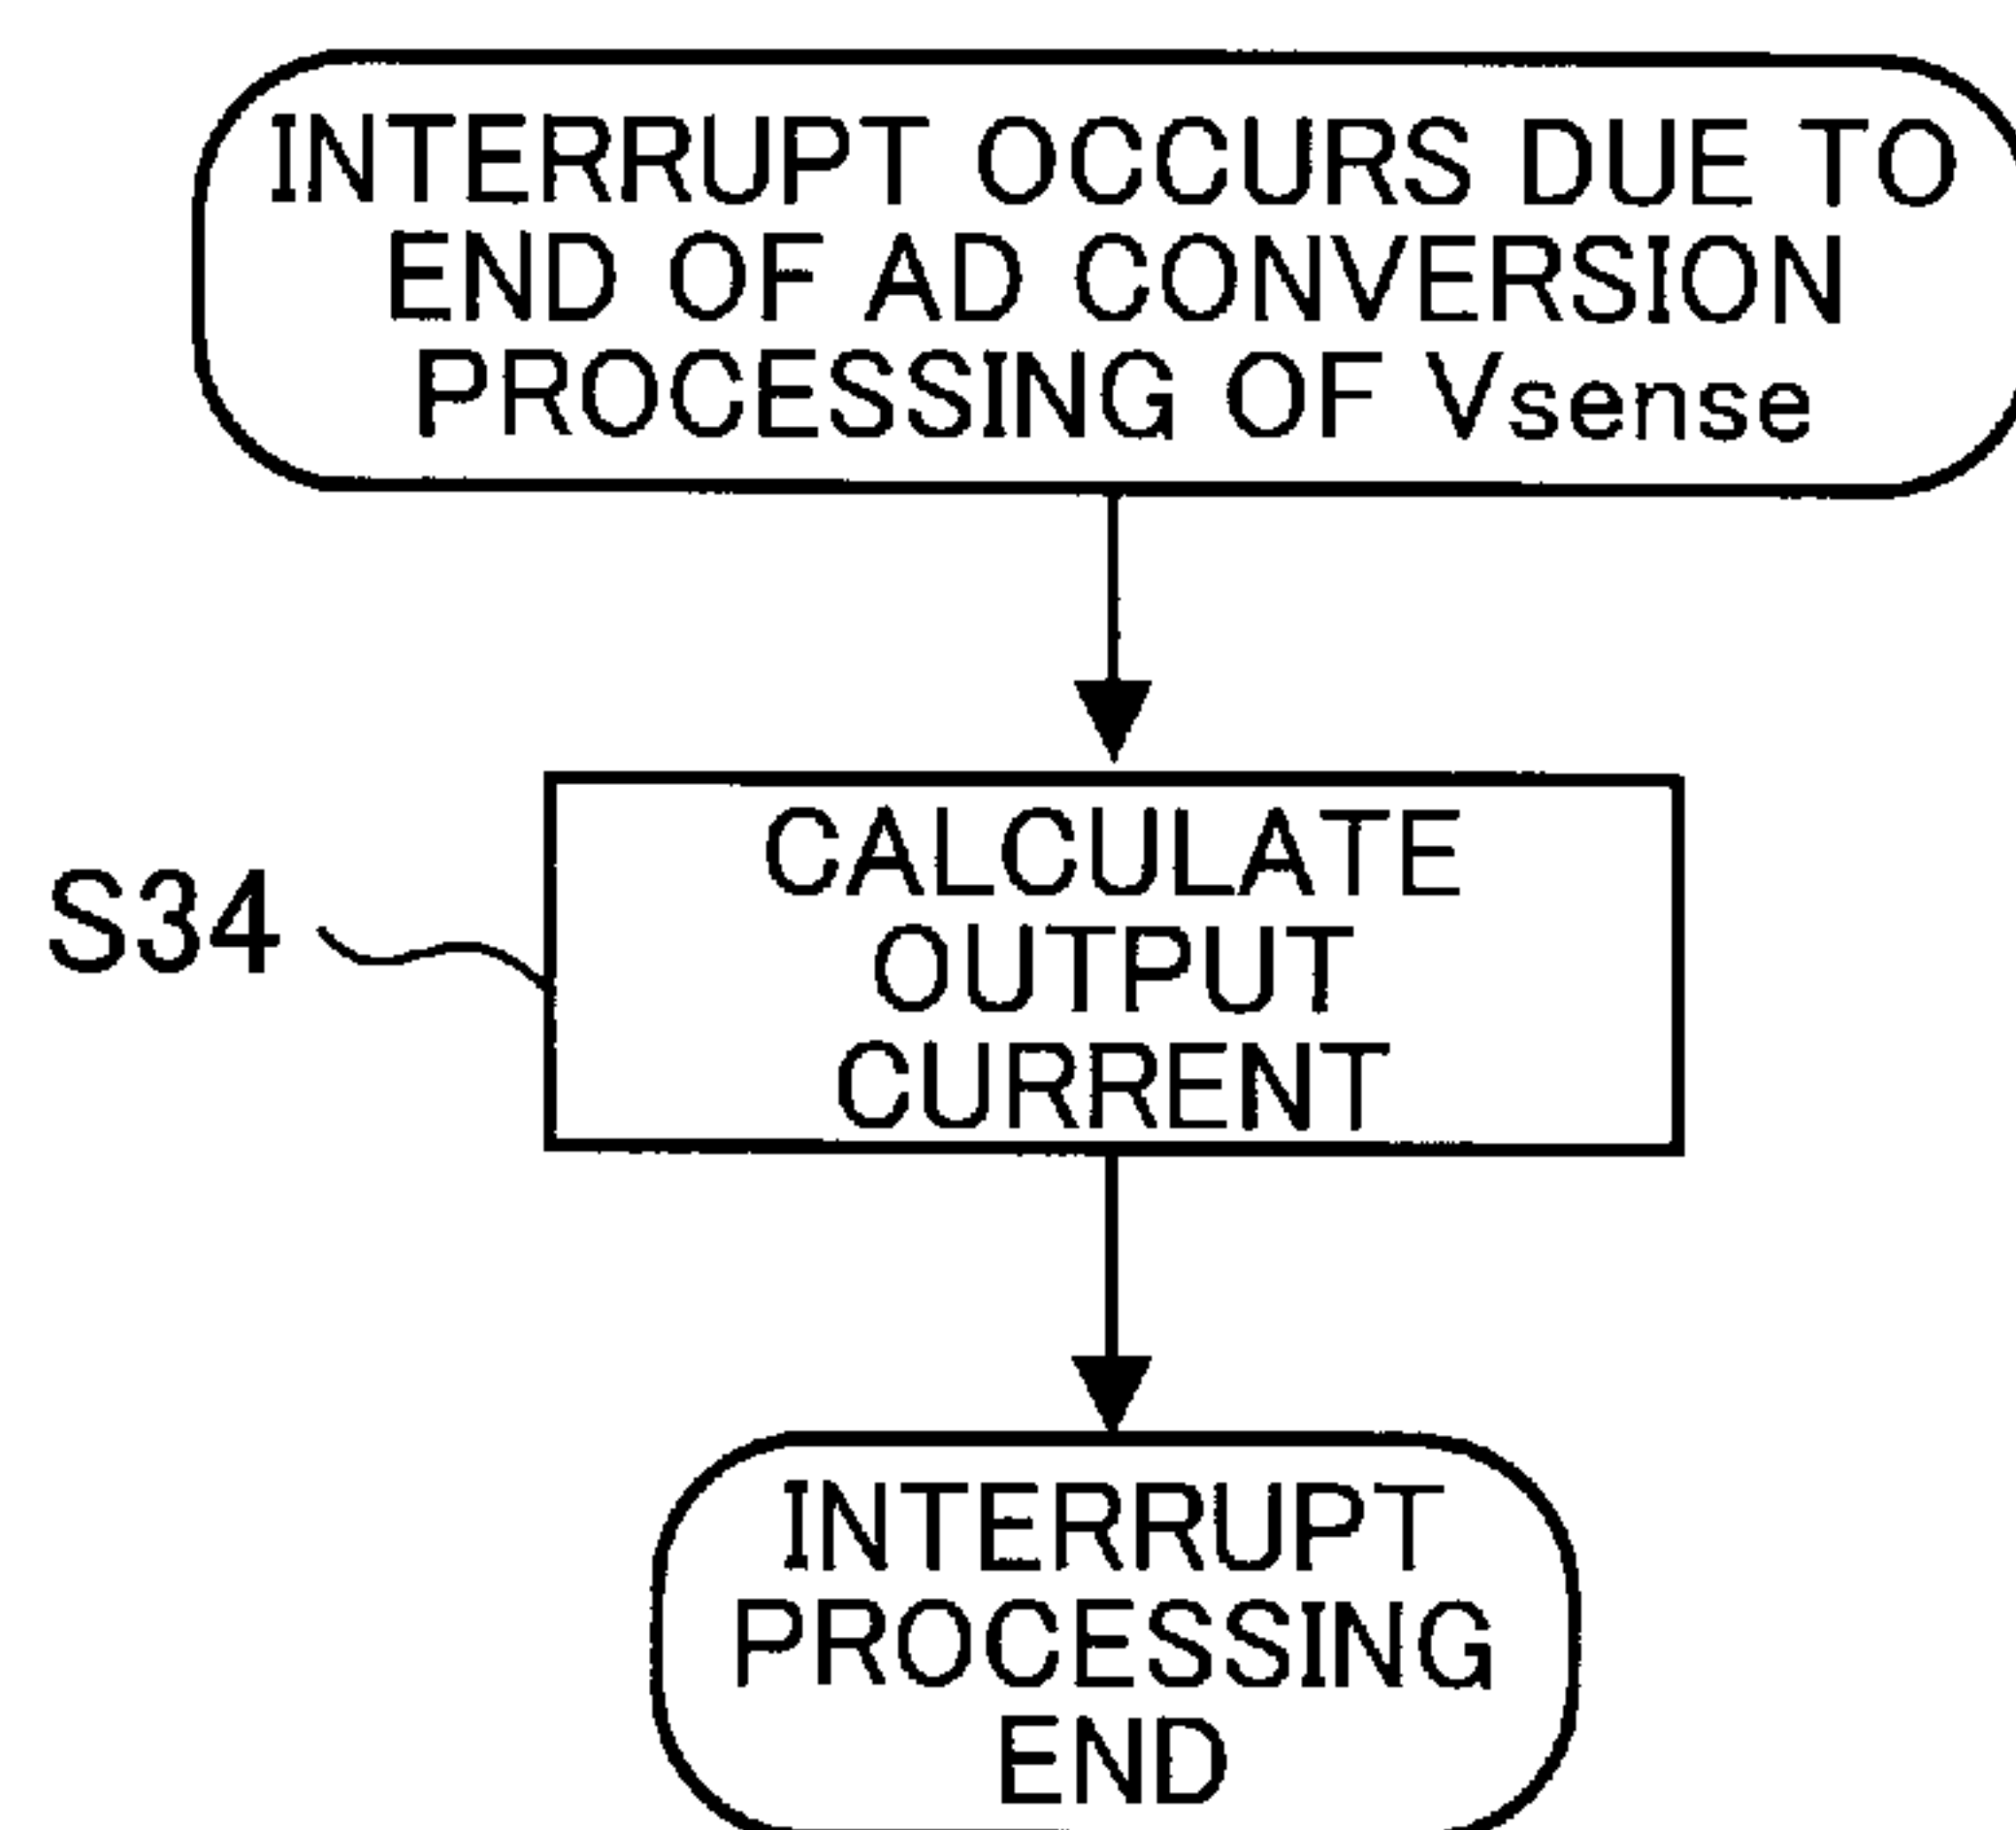 INTERRUPT OCCURS DUE TO
END OF AD CONVERSION
PROCESSING OF Vsense
S34
CALCULATE
OUTPUT
CURRENT
INTERRUPT
PROCESSING
END